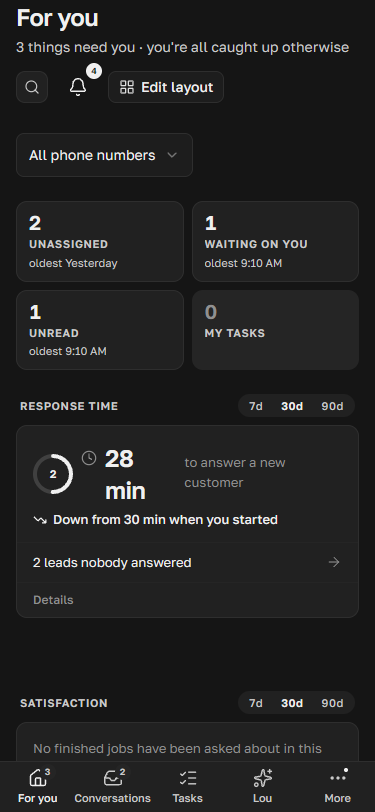 For you
3 things need you · you're all caught up otherwise
4
Edit layout
All phone numbers
2
UNASSIGNED
oldest Yesterday
1
WAITING ON YOU
oldest 9:10 AM
1
UNREAD
oldest 9:10 AM
0
MY TASKS
RESPONSE TIME
7d 30d 90d
2
28
min
to answer a new
customer
Down from 30 min when you started
2 leads nobody answered
Details
SATISFACTION
7d 30d 90d
No finished jobs have been asked about in this
3
For you
2
Conversations
Tasks
Lou
More